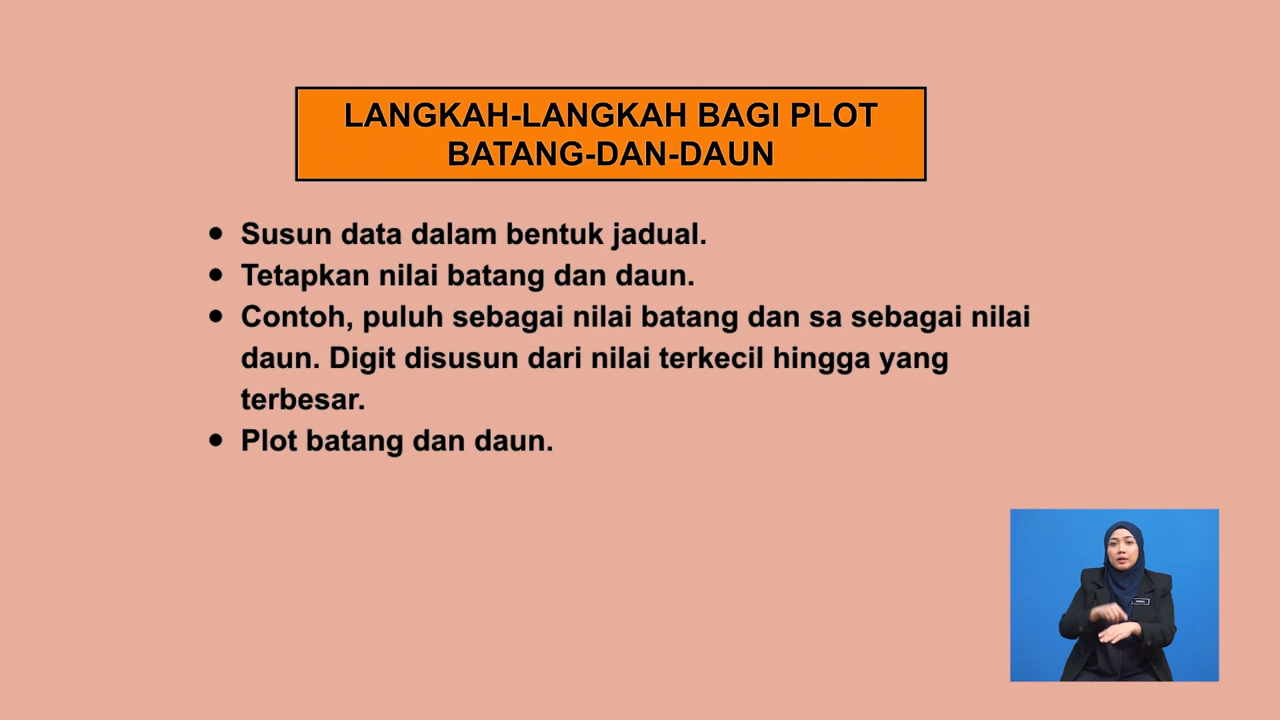 LANGKAH-LANGKAH BAGI PLOT
BATANG-DAN-DAUN
Susun data dalam bentuk jadual.
Tetapkan nilai batang dan daun.
Contoh, puluh sebagai nilai batang dan sa sebagai nilai
daun. Digit disusun dari nilai terkecil hingga yang
terbesar.
Plot batang dan daun.